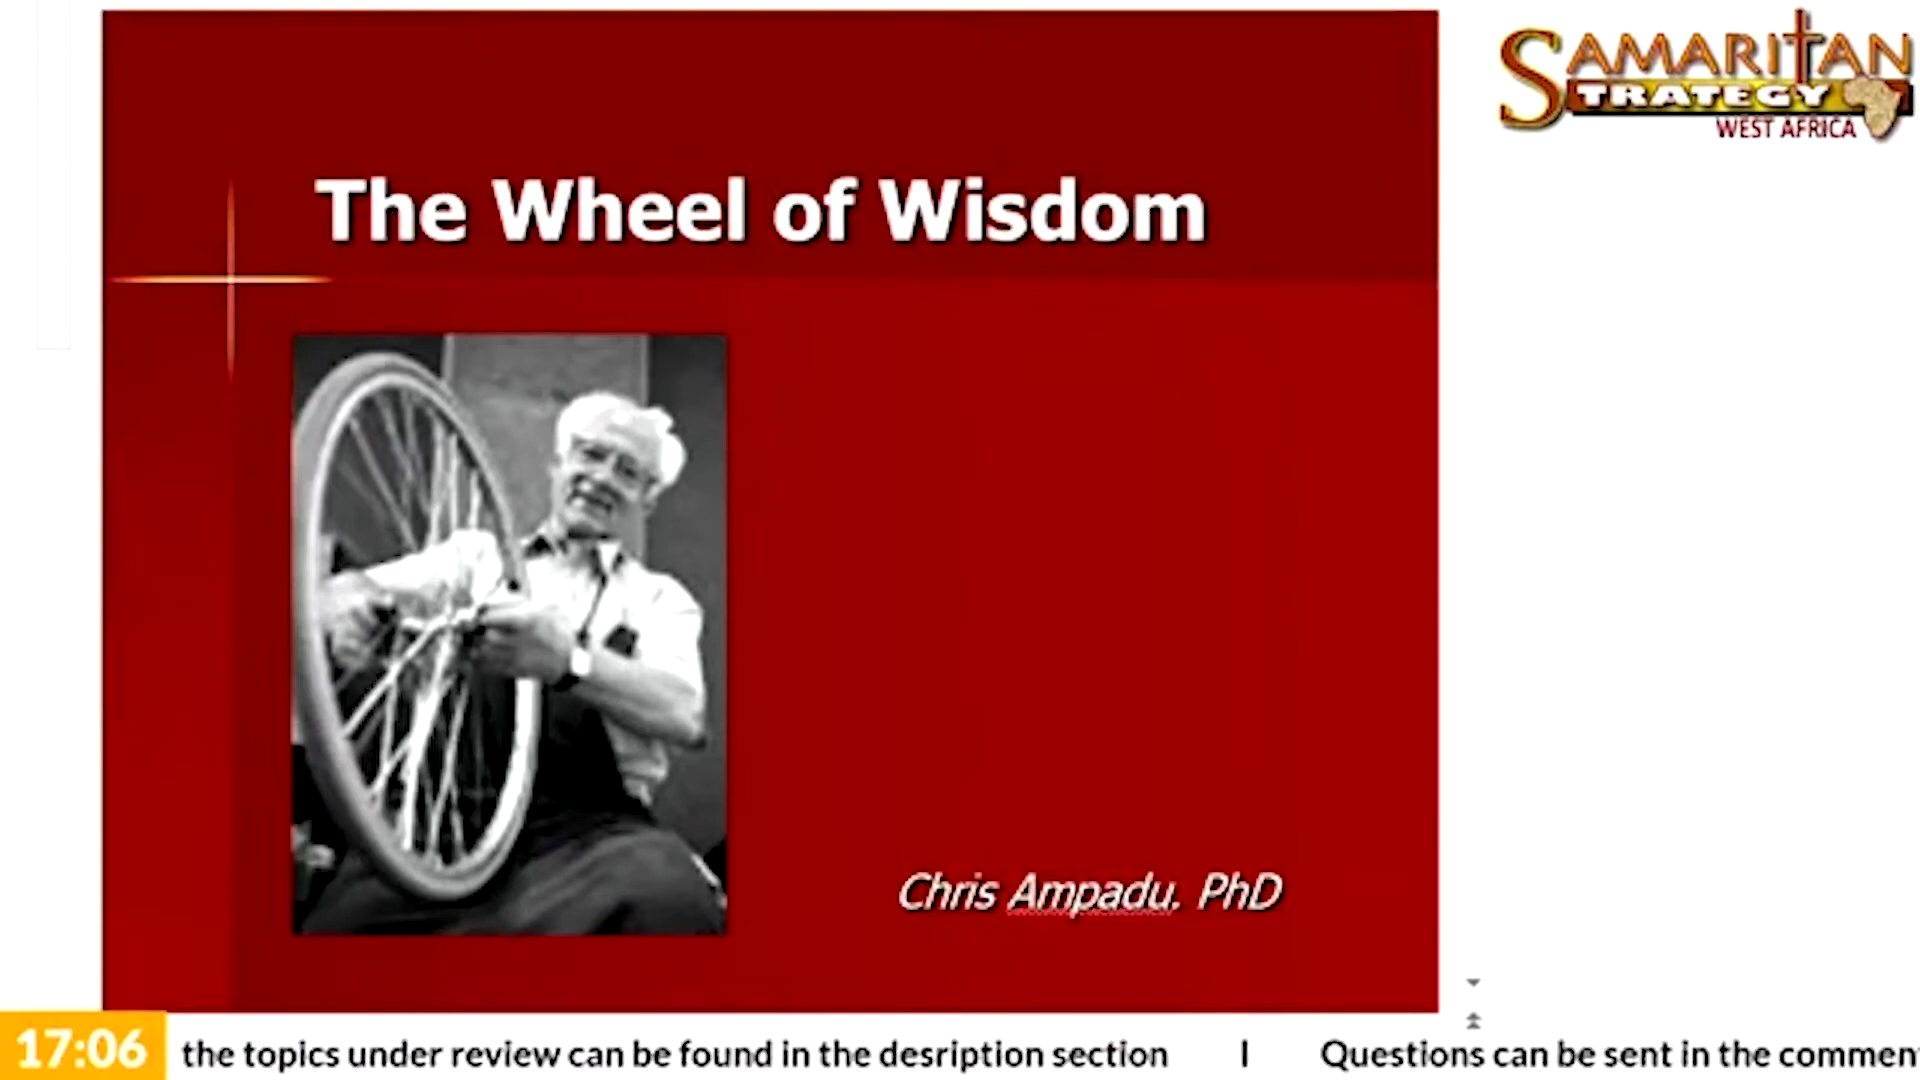 SAMARITAN
STRATEGY
WEST AFRICA
The Wheel of Wisdom
Chris Ampadu. PhD
17:06
the topics under review can be found in the desription section | Questions can be sent in the commen